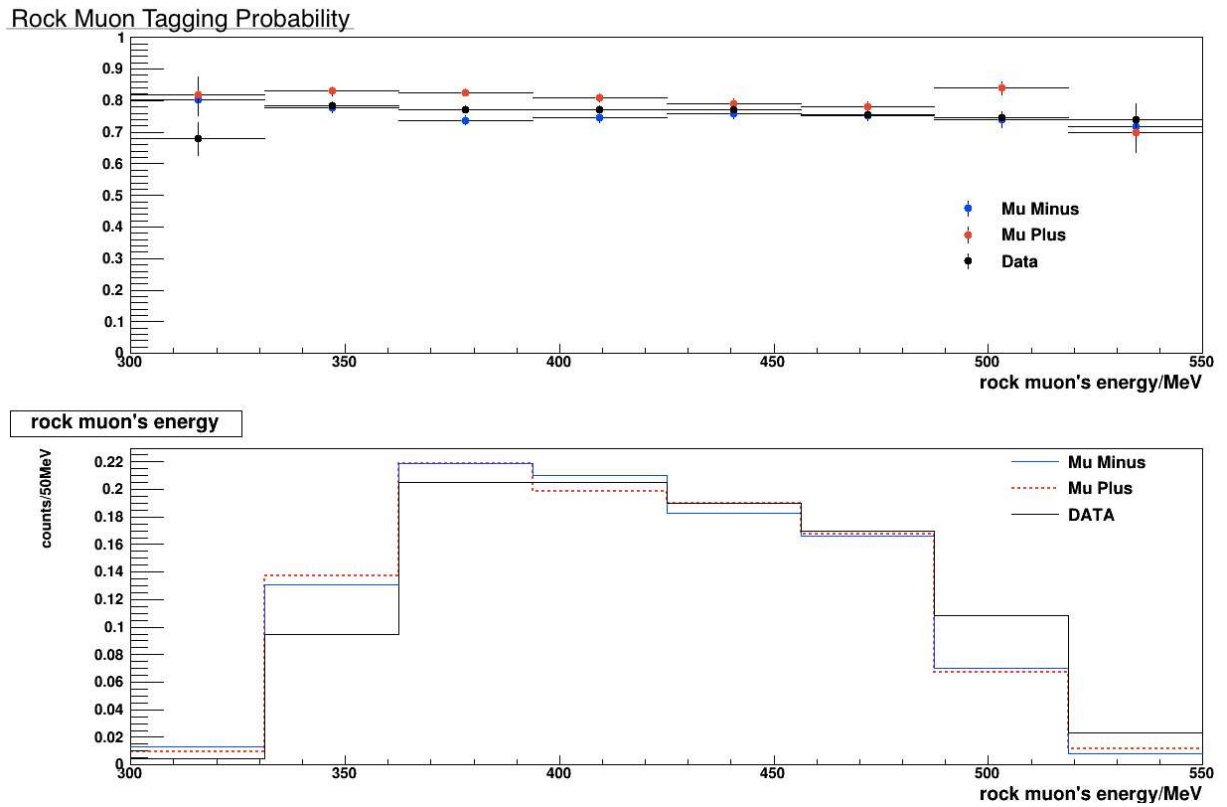 Rock Muon Tagging Probability
1
0.9
0.8
0.7
0.6
0.5
0.4
0.3
0.2
0.1
0
Mu Minus
Mu Plus
Data
300 350 400 450 500 550
rock muon's energy/MeV
rock muon's energy
counts/50MeV
0.22
0.2
0.18
0.16
0.14
0.12
0.1
0.08
0.06
0.04
0.02
0
Mu Minus
Mu Plus
DATA
300 350 400 450 500 550
rock muon's energy/MeV